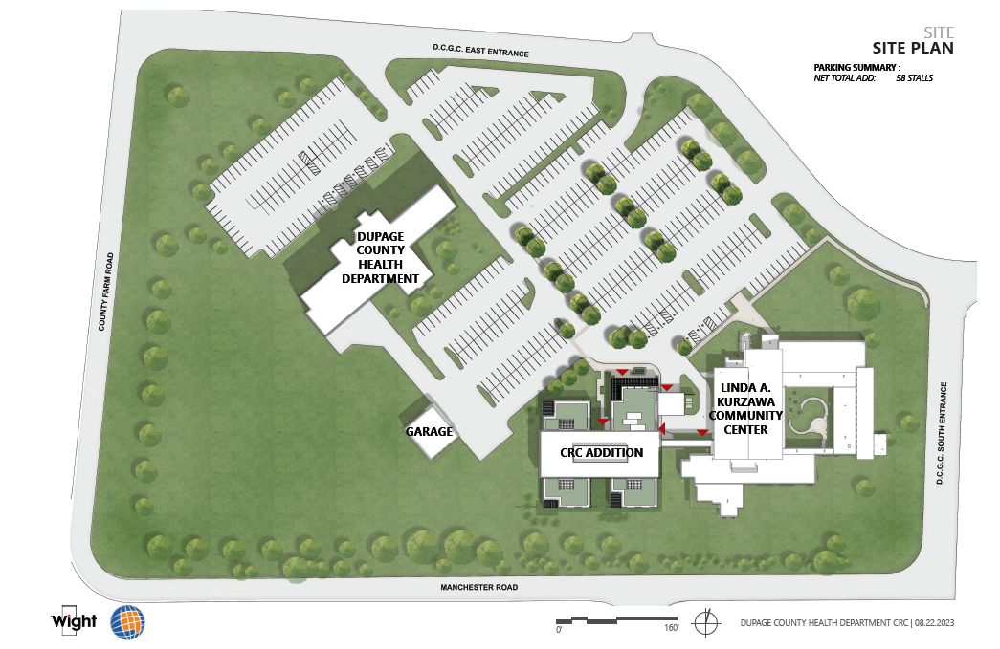 SITE
SITE PLAN
PARKING SUMMARY :
NET TOTAL ADD: 58 STALLS
D.C.G.C. EAST ENTRANCE
COUNTY FARM ROAD
DUPAGE
COUNTY
HEALTH
DEPARTMENT
GARAGE
CRC ADDITION
LINDA A.
KURZAWA
COMMUNITY
CENTER
D.C.G.C. SOUTH ENTRANCE
MANCHESTER ROAD
Wight
0'
160'
DUPAGE COUNTY HEALTH DEPARTMENT CRC | 08.22.2023